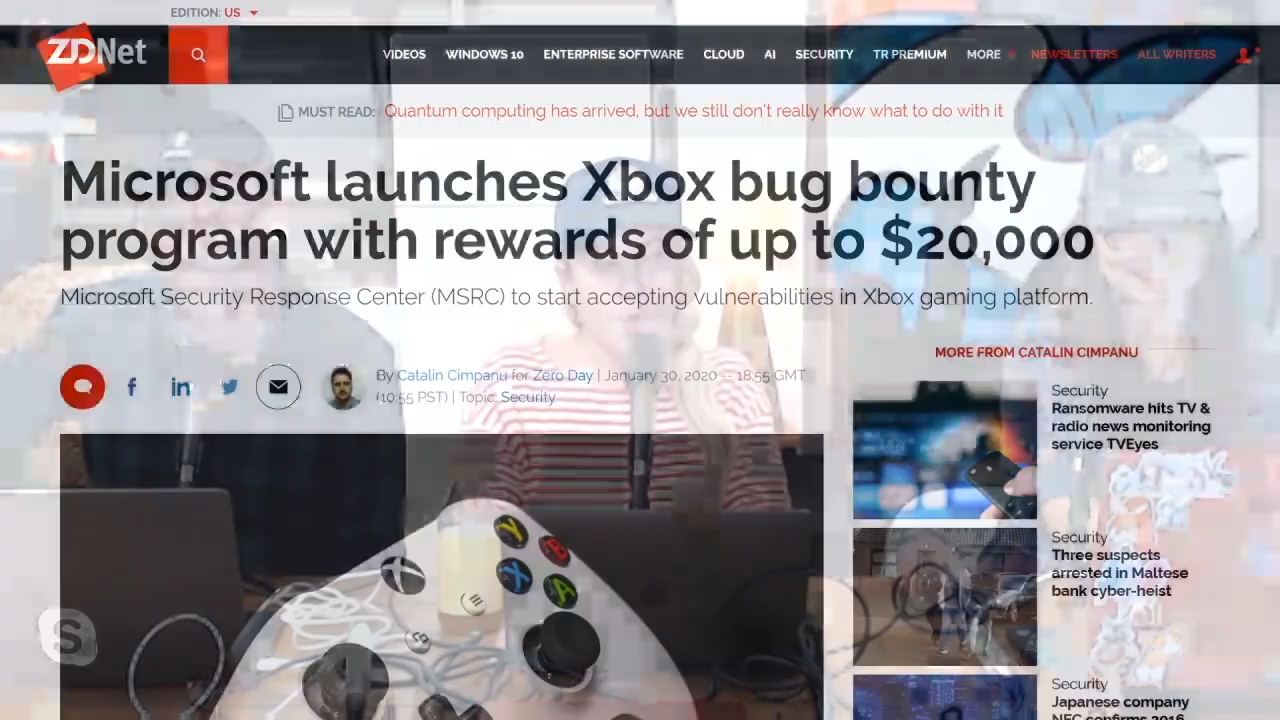 EDITION: US
ZDNet
VIDEOS WINDOWS 10 ENTERPRISE SOFTWARE CLOUD AI SECURITY TR PREMIUM MORE NEWSLETTERS ALL WRITERS
MUST READ: Quantum computing has arrived, but we still don't really know what to do with it
Microsoft launches Xbox bug bounty
program with rewards of up to $20,000
Microsoft Security Response Center (MSRC) to start accepting vulnerabilities in Xbox gaming platform.
By Catalin Cimpanu for Zero Day | January 30, 2020 -- 18:55 GMT
(10:55 PST) | Topic: Security
MORE FROM CATALIN CIMPANU
Security
Ransomware hits TV &
radio news monitoring
service TVEyes
Security
Three suspects
arrested in Maltese
bank cyber-heist
Security
Japanese company
NEC confirms 2016
Y
B
X
A
S